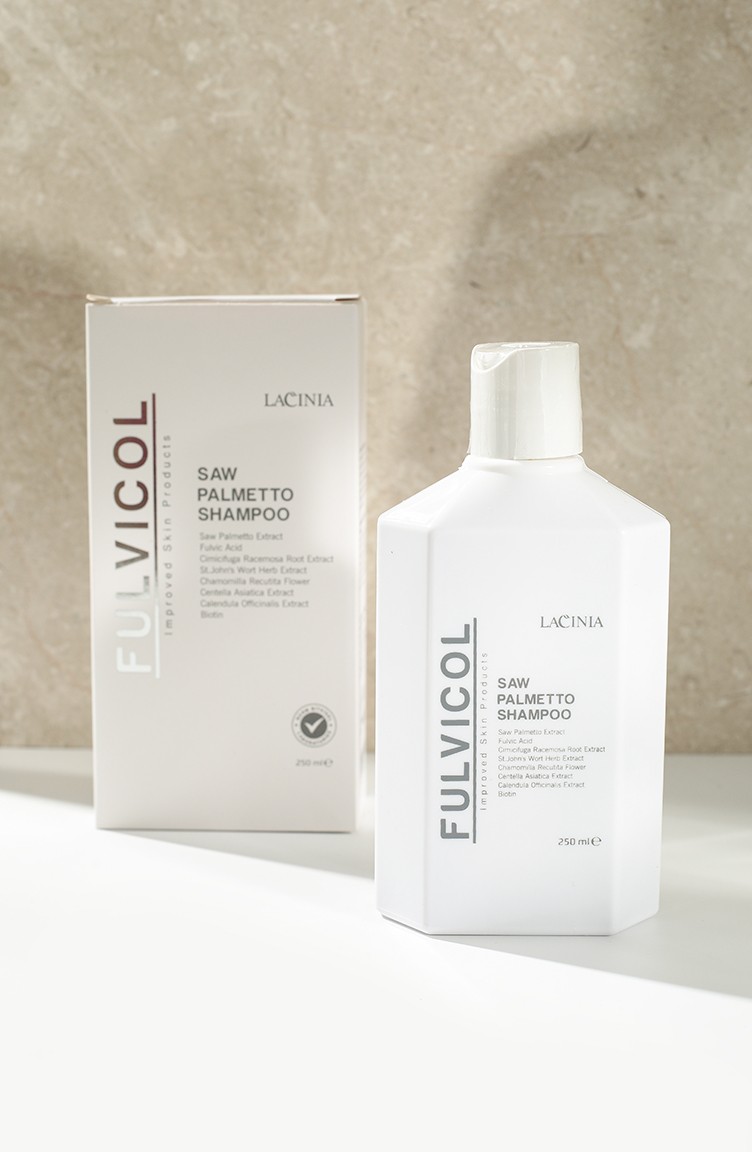 LACINIA
FULVICOL
Improved Skin Products
SAW
PALMETTO
SHAMPOO
Saw Palmetto Extract
Fulvic Acid
Cimicifuga Racemosa Root Extract
St.John's Wort Herb Extract
Chamomilla Recutita Flower
Centella Asiatica Extract
Calendula Officinalis Extract
Biotin
250 ml℮
LACINIA
FULVICOL
Improved Skin Products
SAW
PALMETTO
SHAMPOO
Saw Palmetto Extract
Fulvic Acid
Cimicifuga Racemosa Root Extract
St.John's Wort Herb Extract
Chamomilla Recutita Flower
Centella Asiatica Extract
Calendula Officinalis Extract
Biotin
250 ml℮